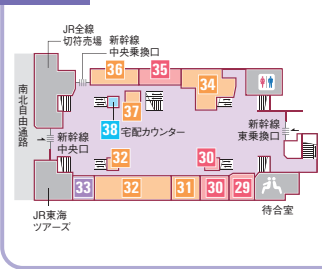 JR全線
切符売場
新幹線
中央乗換口
36
35
34
37
38
宅配カウンター
南北自由通路
新幹線
中央口
新幹線
東乗換口
32
30
33
32
31
30
29
待合室
JR東海
ツアーズ